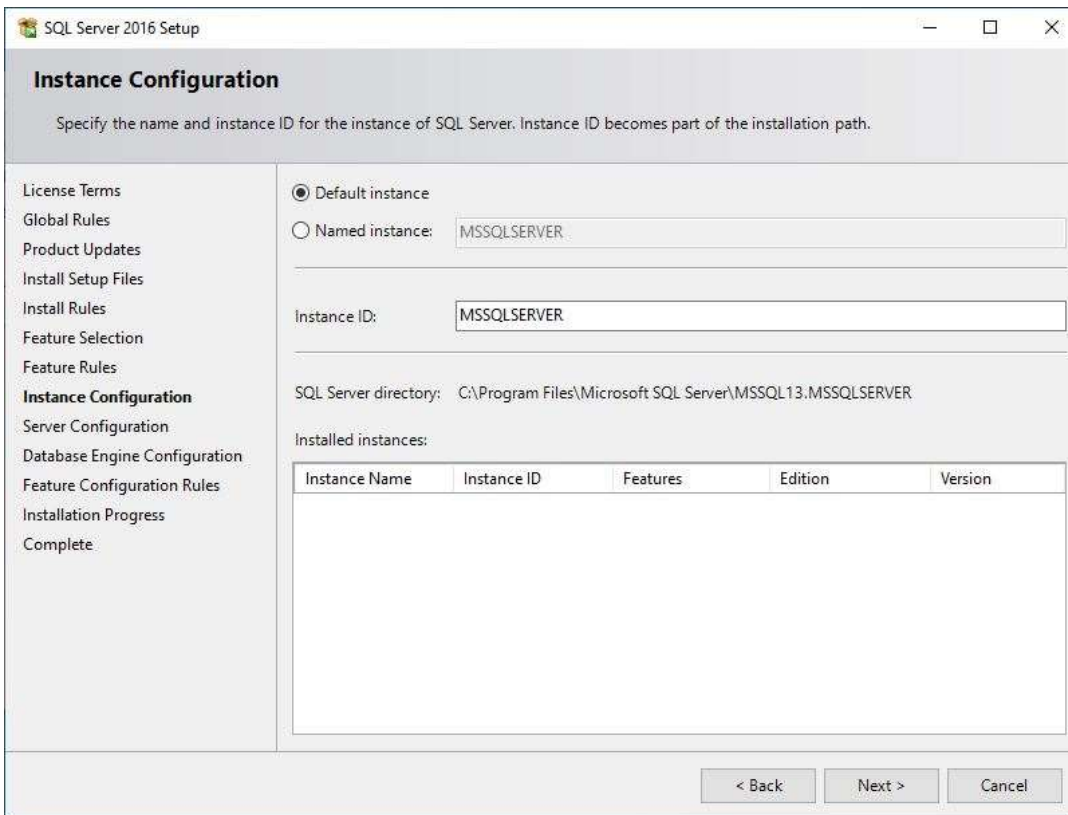 SQL Server 2016 Setup
Instance Configuration
Specify the name and instance ID for the instance of SQL Server. Instance ID becomes part of the installation path.
License Terms
Global Rules
Product Updates
Install Setup Files
Install Rules
Feature Selection
Feature Rules
Instance Configuration
Server Configuration
Database Engine Configuration
Feature Configuration Rules
Installation Progress
Complete
Default instance
Named instance: MSSQLSERVER
Instance ID: MSSQLSERVER
SQL Server directory: C:\Program Files\Microsoft SQL Server\MSSQL13.MSSQLSERVER
Installed instances:
Instance Name Instance ID Features Edition Version
< Back Next > Cancel